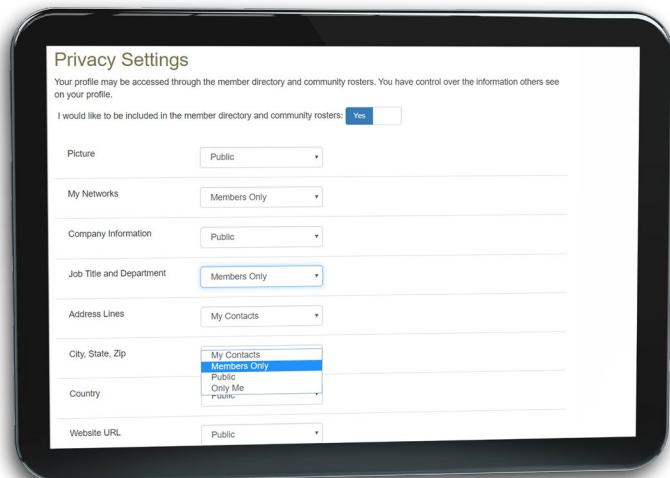 Privacy Settings
Your profile may be accessed through the member directory and community rosters. You have control over the information others see
on your profile.
I would like to be included in the member directory and community rosters: Yes
Picture Public
My Networks Members Only
Company Information Public
Job Title and Department Members Only
Address Lines My Contacts
City, State, Zip My Contacts
Members Only
Public
Only Me
Country Public
Website URL Public